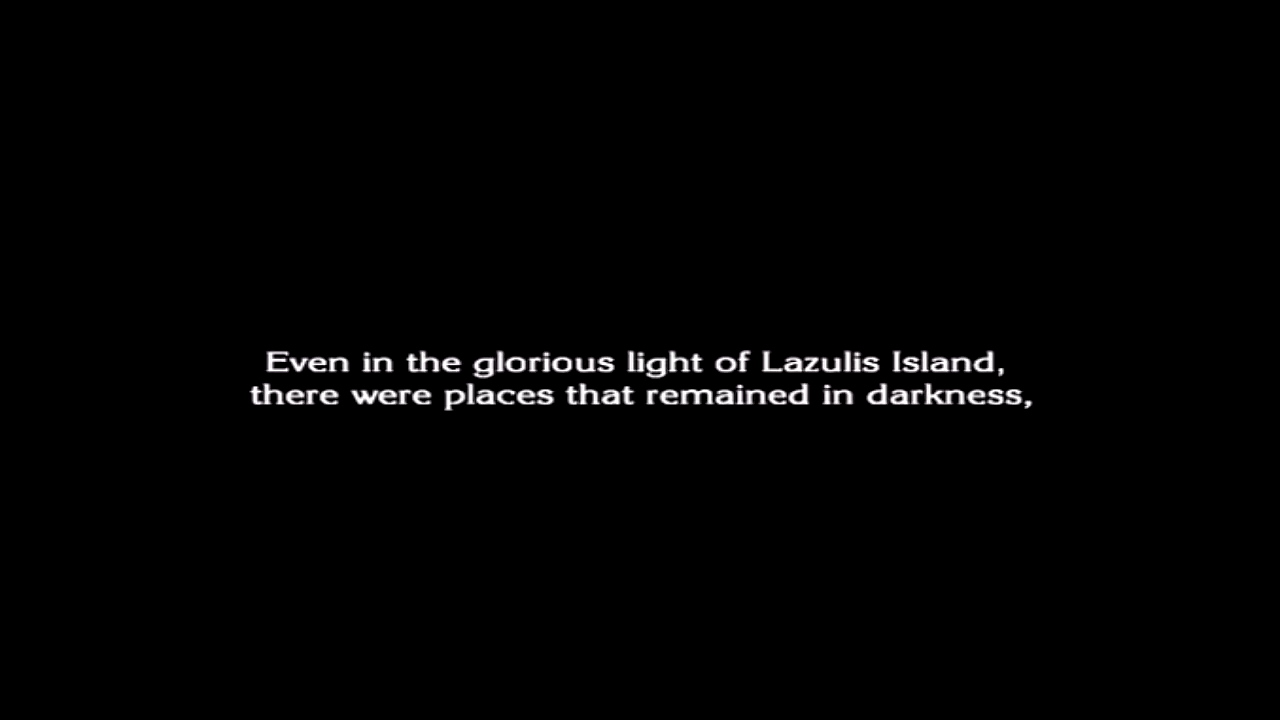 Even in the glorious light of Lazulis Island,
there were places that remained in darkness,